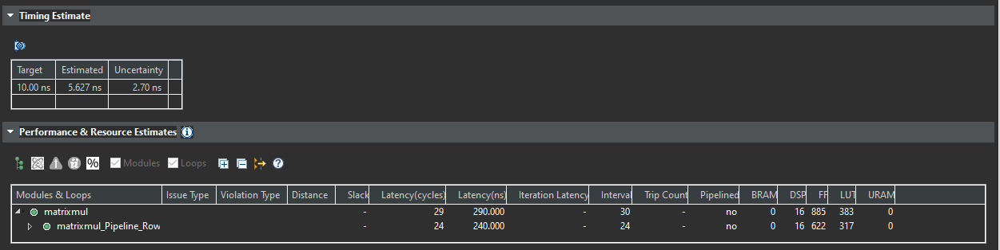 Timing Estimate
Target Estimated Uncertainty
10.00 ns 5.627 ns 2.70 ns
Performance & Resource Estimates
% Modules Loops ?
Modules & Loops Issue Type Violation Type Distance Slack Latency(cycles) Latency(ns) Iteration Latency Interval Trip Count Pipelined BRAM DSP FF LUT URAM
matrixmul - 29 290.000 - 30 - no 0 16 885 383 0
matrixmul_Pipeline_Row - 24 240.000 - 24 - no 0 16 622 317 0